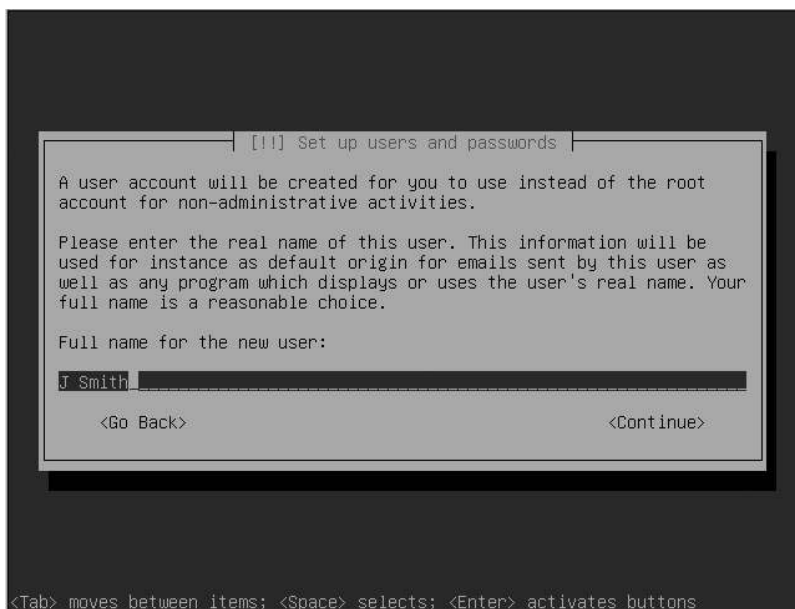 [!!] Set up users and passwords
A user account will be created for you to use instead of the root
account for non-administrative activities.
Please enter the real name of this user. This information will be
used for instance as default origin for emails sent by this user as
well as any program which displays or uses the user's real name. Your
full name is a reasonable choice.
Full name for the new user:
J Smith
<Go Back> <Continue>
<Tab> moves between items; <Space> selects; <Enter> activates buttons